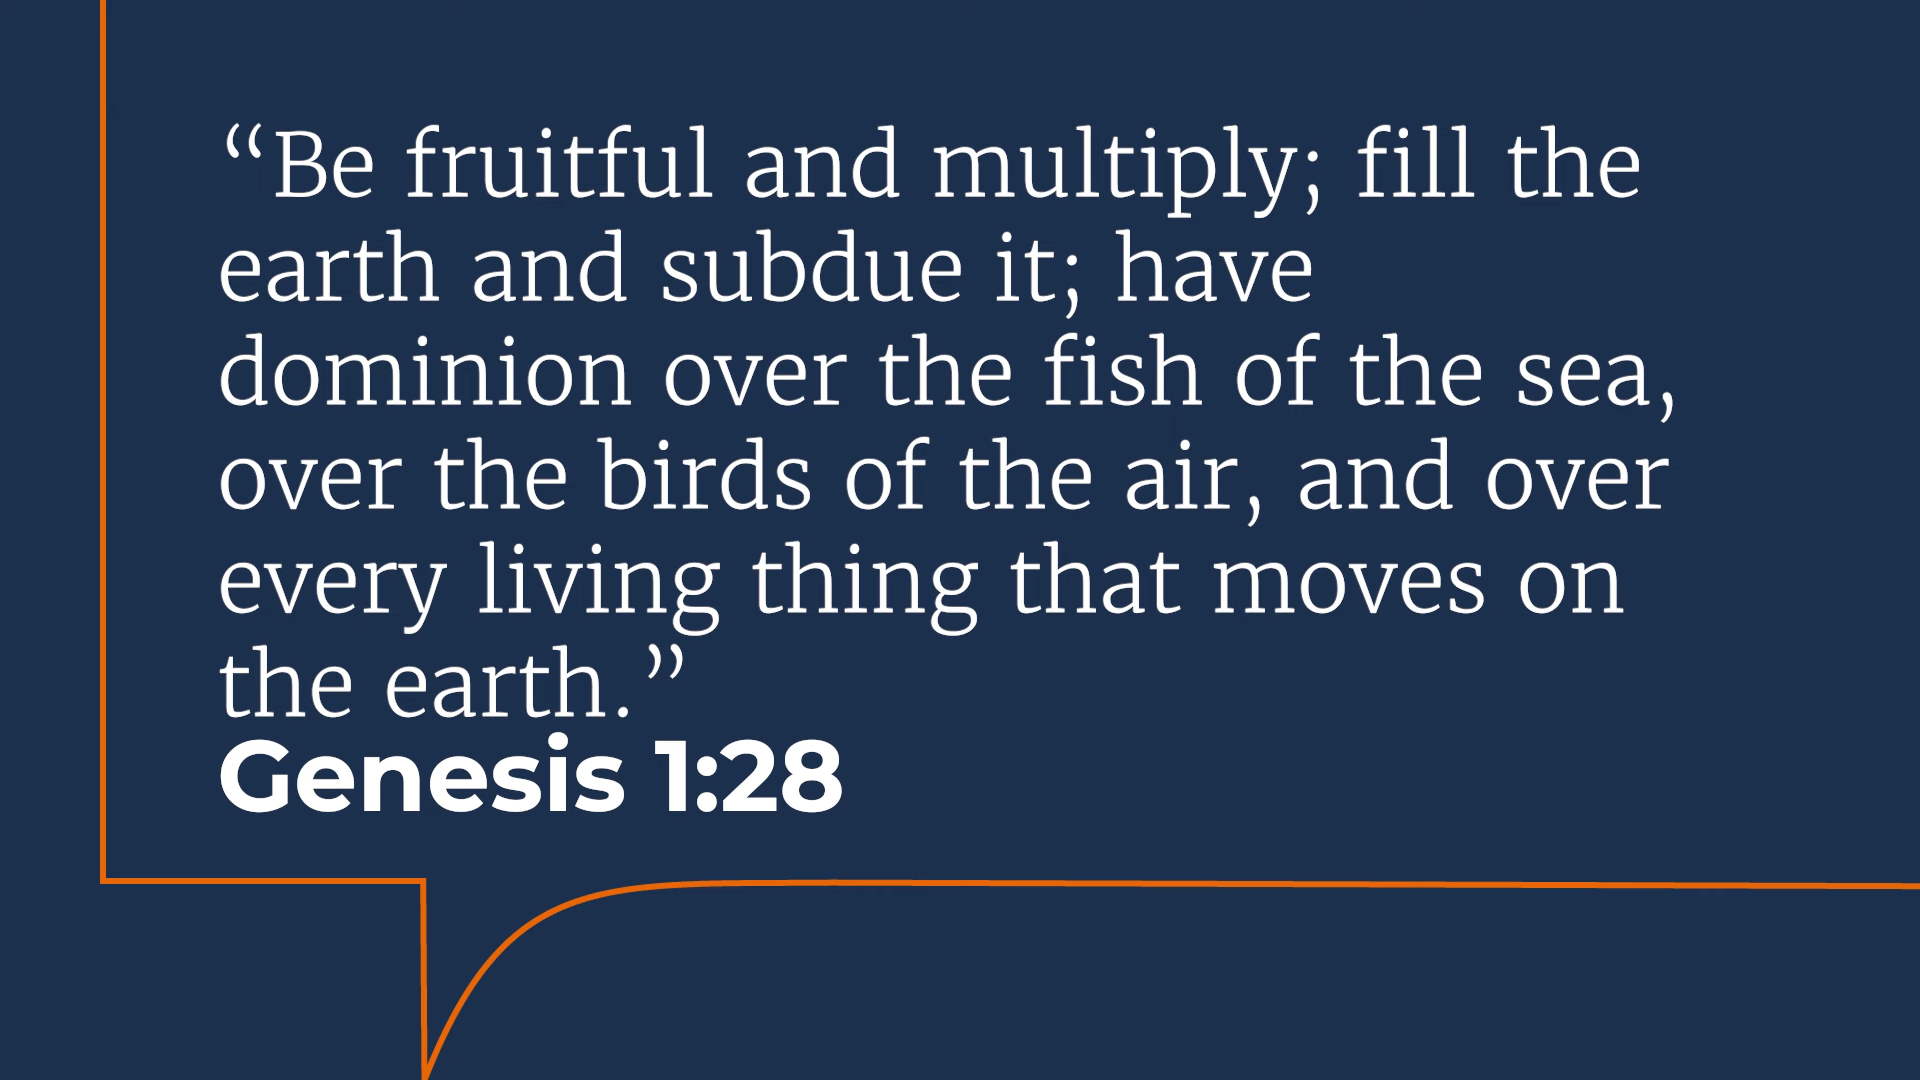 “Be fruitful and multiply; fill the
earth and subdue it; have
dominion over the fish of the sea,
over the birds of the air, and over
every living thing that moves on
the earth.”
Genesis 1:28